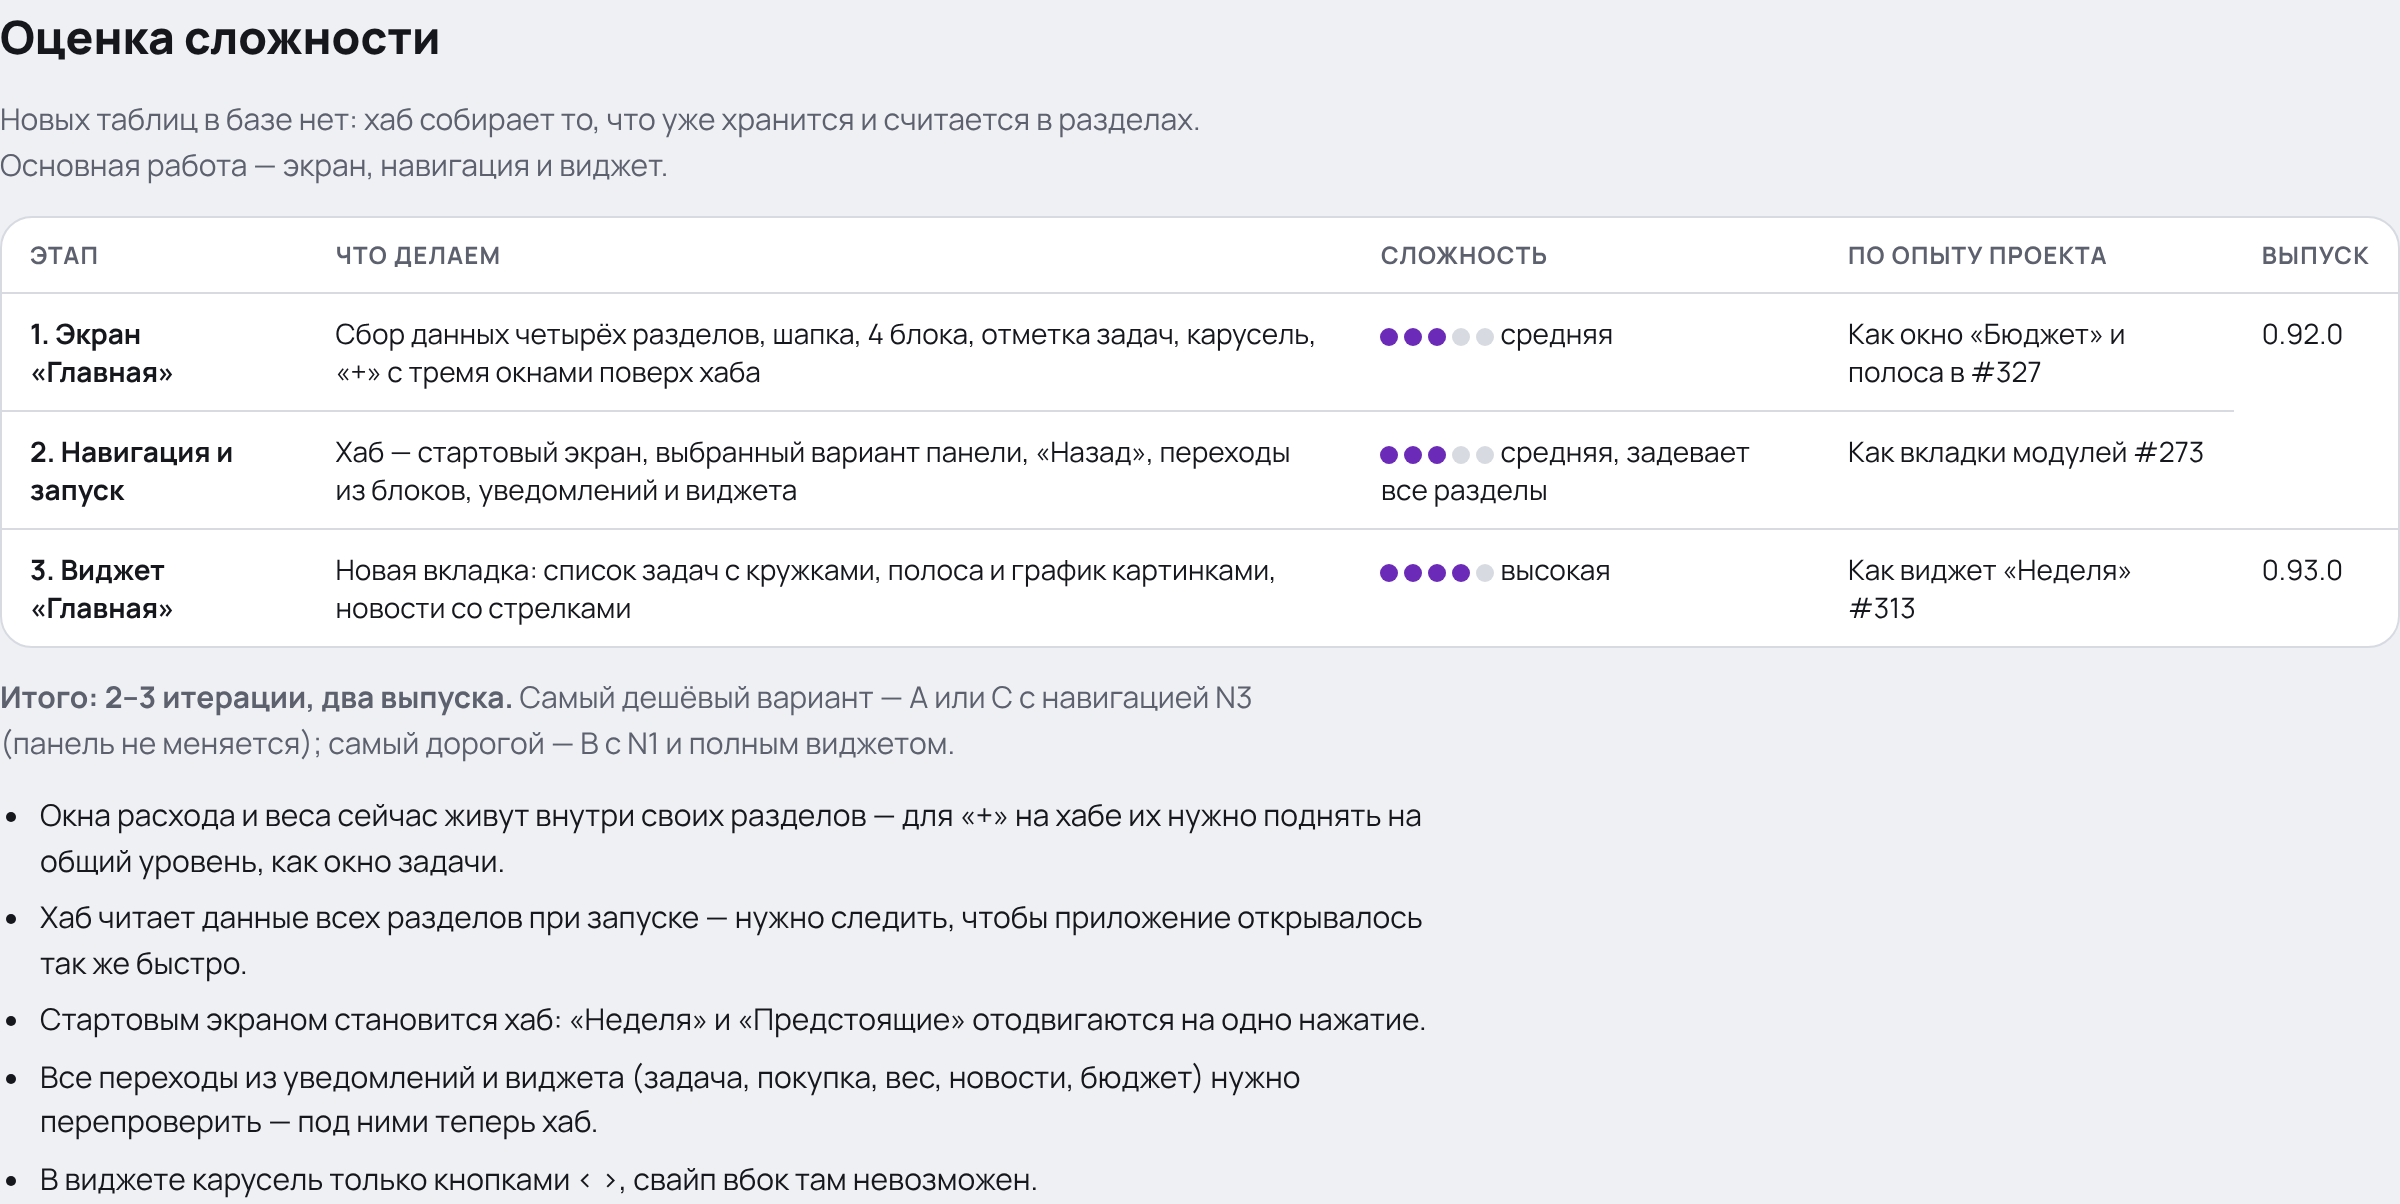 Оценка сложности
Новых таблиц в базе нет: хаб собирает то, что уже хранится и считается в разделах.
Основная работа — экран, навигация и виджет.
ЭТАП ЧТО ДЕЛАЕМ СЛОЖНОСТЬ ПО ОПЫТУ ПРОЕКТА ВЫПУСК
1. Экран Сбор данных четырёх разделов, шапка, 4 блока, отметка задач, карусель, средняя Как окно «Бюджет» и 0.92.0
«Главная» «+» с тремя окнами поверх хаба полоса в #327
2. Навигация и Хаб — стартовый экран, выбранный вариант панели, «Назад», переходы средняя, задевает Как вкладки модулей #273
запуск из блоков, уведомлений и виджета все разделы
3. Виджет Новая вкладка: список задач с кружками, полоса и график картинками, высокая Как виджет «Неделя» 0.93.0
«Главная» новости со стрелками #313
Итого: 2–3 итерации, два выпуска. Самый дешёвый вариант — A или C с навигацией N3
(панель не меняется); самый дорогой — B с N1 и полным виджетом.
• Окна расхода и веса сейчас живут внутри своих разделов — для «+» на хабе их нужно поднять на
общий уровень, как окно задачи.
• Хаб читает данные всех разделов при запуске — нужно следить, чтобы приложение открывалось
так же быстро.
• Стартовым экраном становится хаб: «Неделя» и «Предстоящие» отодвигаются на одно нажатие.
• Все переходы из уведомлений и виджета (задача, покупка, вес, новости, бюджет) нужно
перепроверить — под ними теперь хаб.
• В виджете карусель только кнопками ‹ ›, свайп вбок там невозможен.